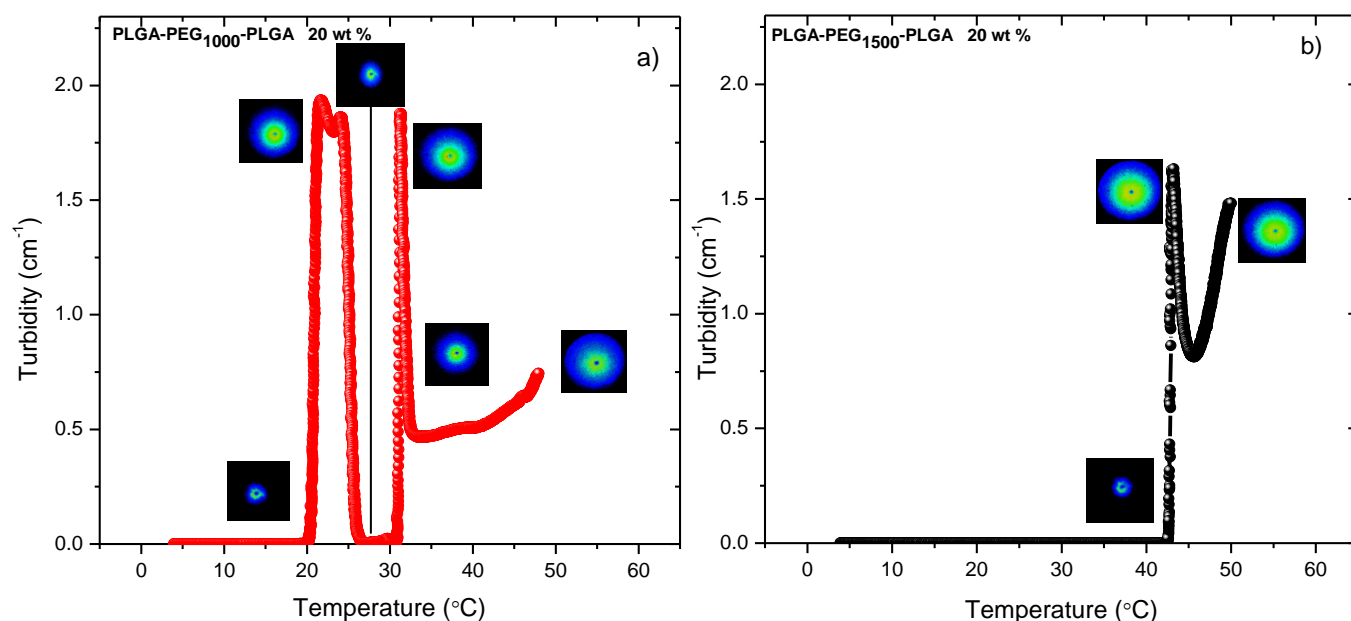 PLGA-PEG1000-PLGA 20 wt %
a)
2.0
1.5
1.0
0.5
0.0
Turbidity (cm-1)
0 10 20 30 40 50 60
Temperature (°C)
PLGA-PEG1500-PLGA 20 wt %
b)
2.0
1.5
1.0
0.5
0.0
Turbidity (cm-1)
0 10 20 30 40 50 60
Temperature (°C)